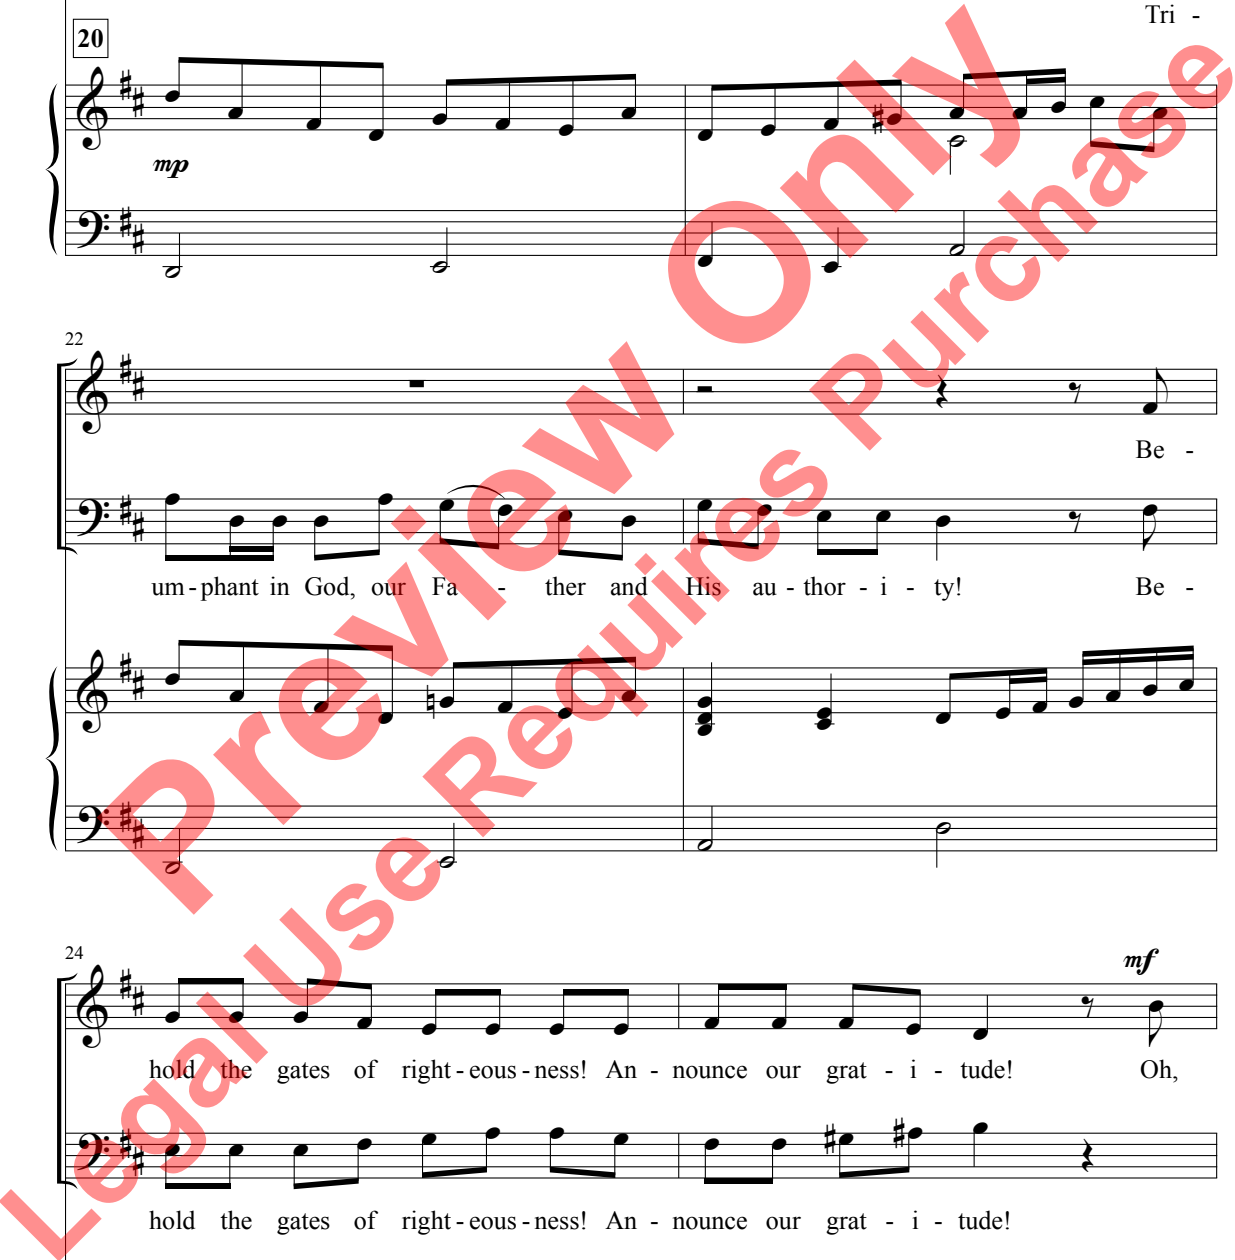 Tri -
20
mp
22
Be -
um - phant in God, our Fa - ther and His au - thor - i - ty! Be -
24
mf
hold the gates of right - eous - ness! An - nounce our grat - i - tude! Oh,
hold the gates of right - eous - ness! An - nounce our grat - i - tude!
Preview Only
Legal Use Requires Purchase